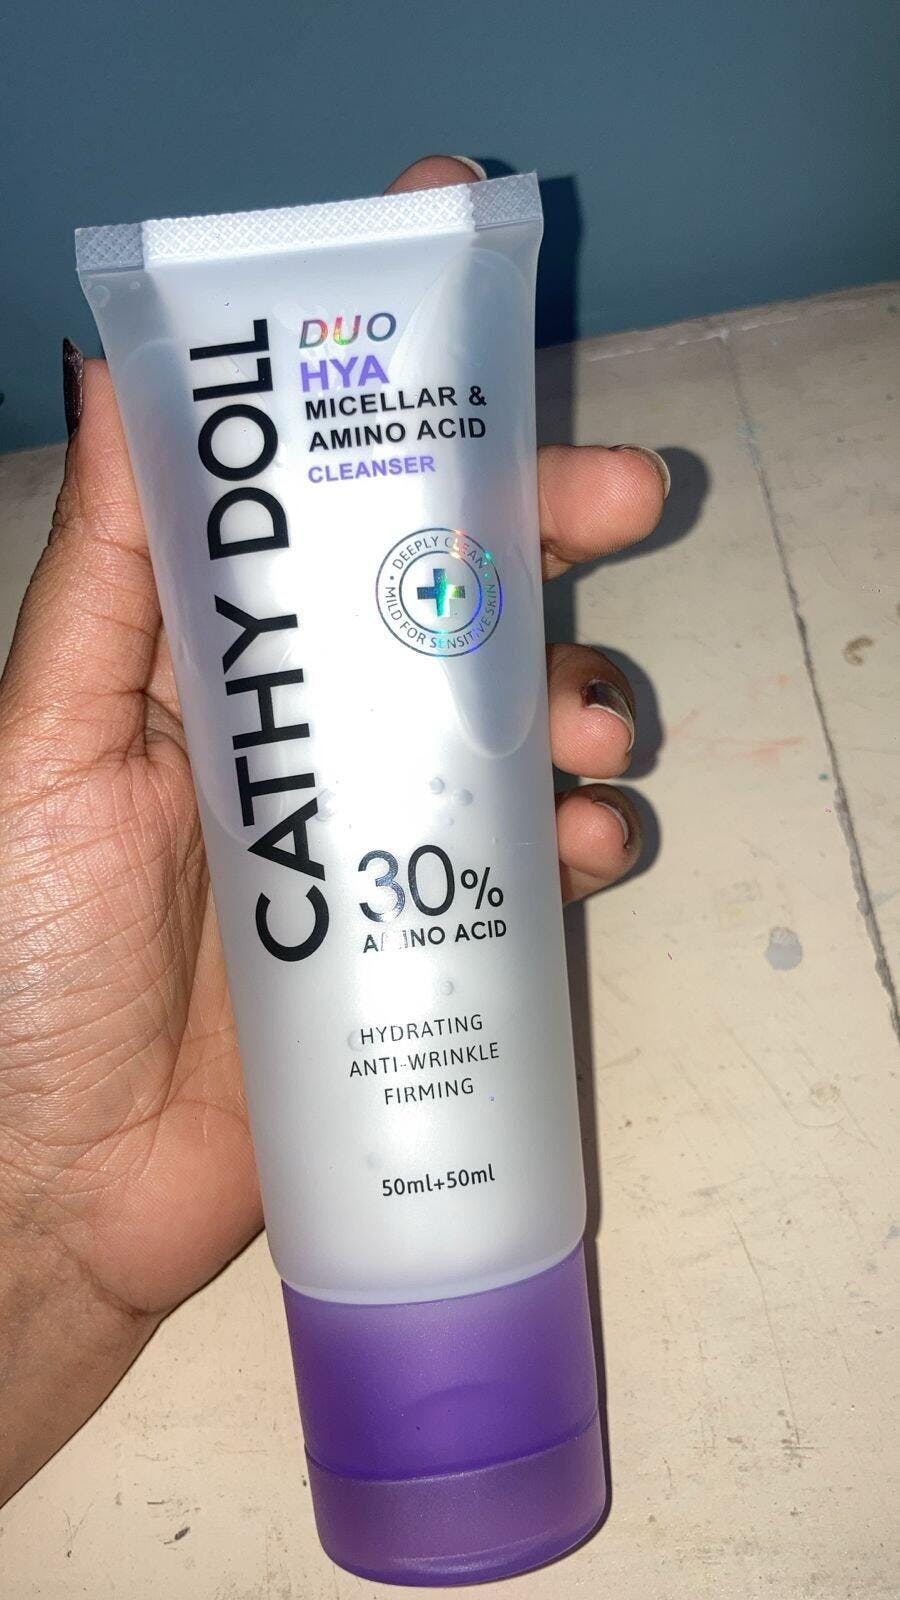 CATHY DOLL
DUO
HYA
MICELLAR &
AMINO ACID
CLEANSER
• DEEPLY CLEAN •
MILD FOR SENSITIVE SKIN
30%
AMINO ACID
HYDRATING
ANTI-WRINKLE
FIRMING
50ml+50ml